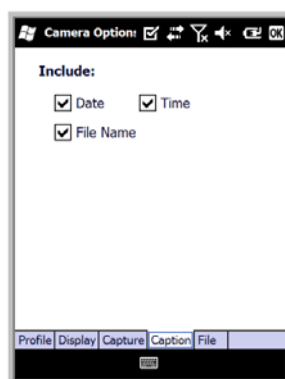 Camera Option: OK
Include:
Date Time
File Name
Profile Display Capture Caption File